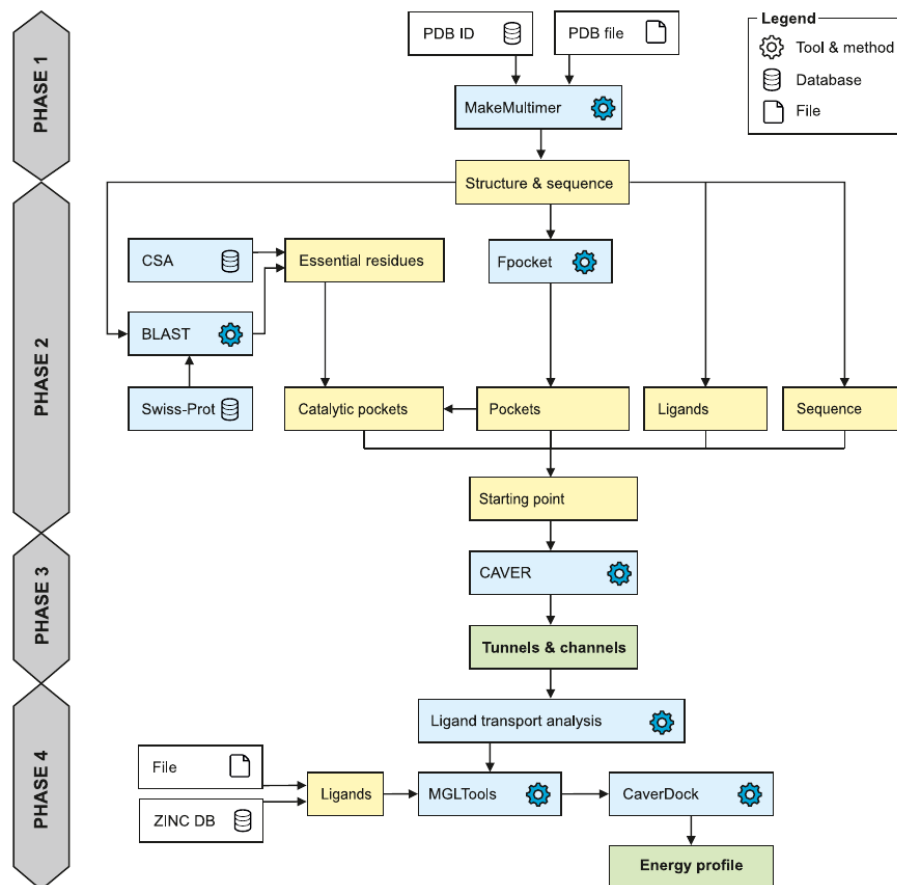 PHASE 1
PDB ID
PDB file
Legend
Tool & method
Database
File
MakeMultimer
Structure & sequence
PHASE 2
CSA
Essential residues
Fpocket
BLAST
Swiss-Prot
Catalytic pockets
Pockets
Ligands
Sequence
Starting point
PHASE 3
CAVER
Tunnels & channels
PHASE 4
Ligand transport analysis
File
ZINC DB
Ligands
MGLTools
CaverDock
Energy profile